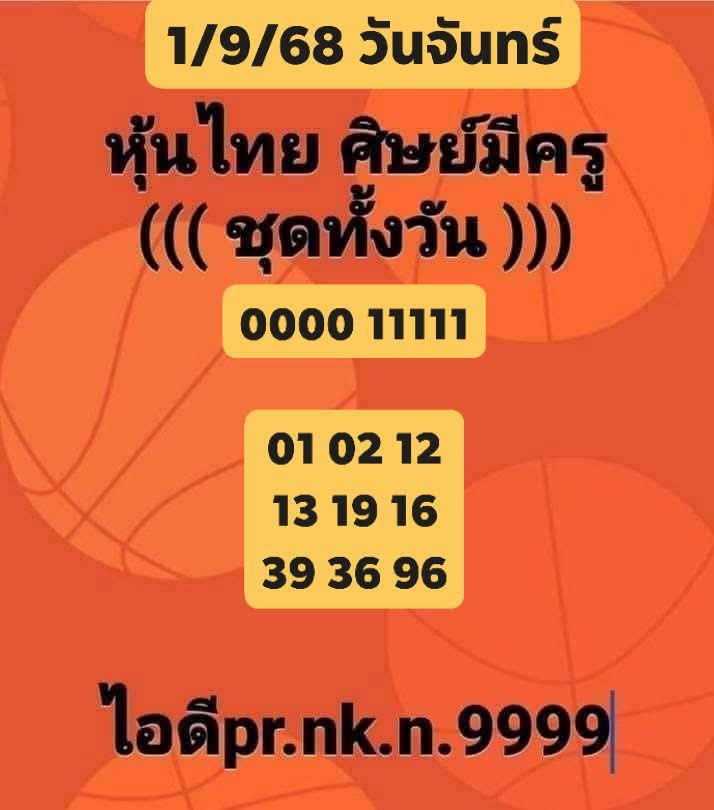 1/9/68 วันจันทร์
หุ้นไทย ศิษย์มีครู
((( ชุดทั้งวัน )))
0000 11111
01 02 12
13 19 16
39 36 96
ไอดีpr.nk.n.9999